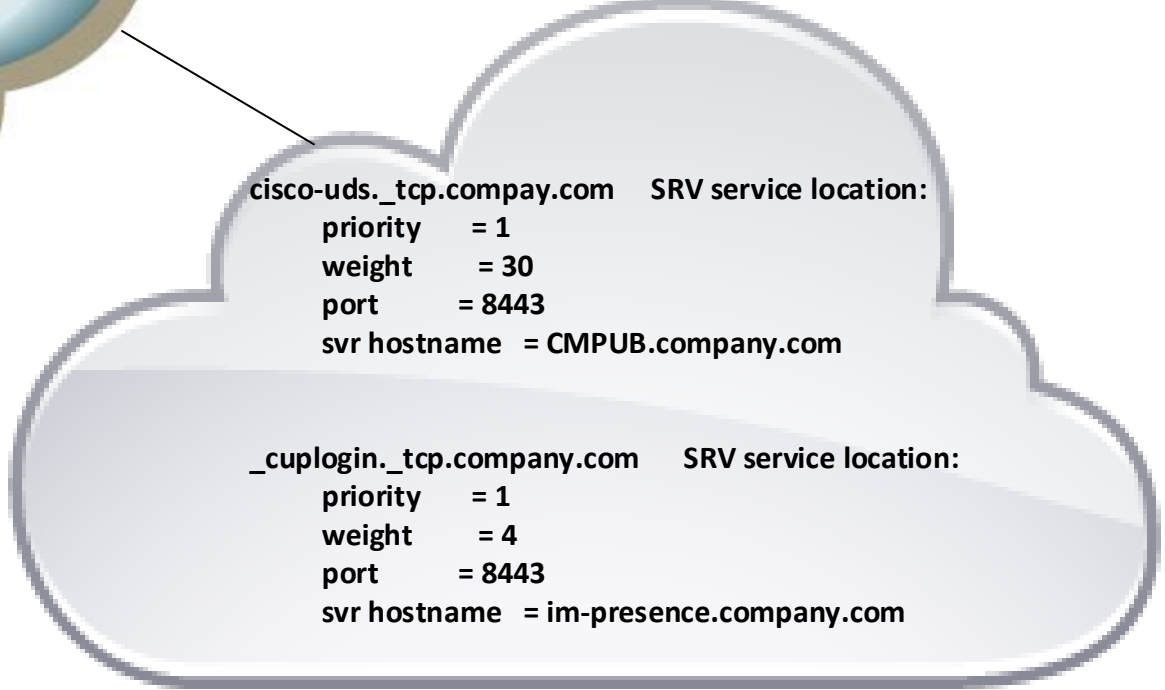 cisco-uds._tcp.compay.com SRV service location:
priority = 1
weight = 30
port = 8443
svr hostname = CMPUB.company.com
_cuplogin._tcp.company.com SRV service location:
priority = 1
weight = 4
port = 8443
svr hostname = im-presence.company.com